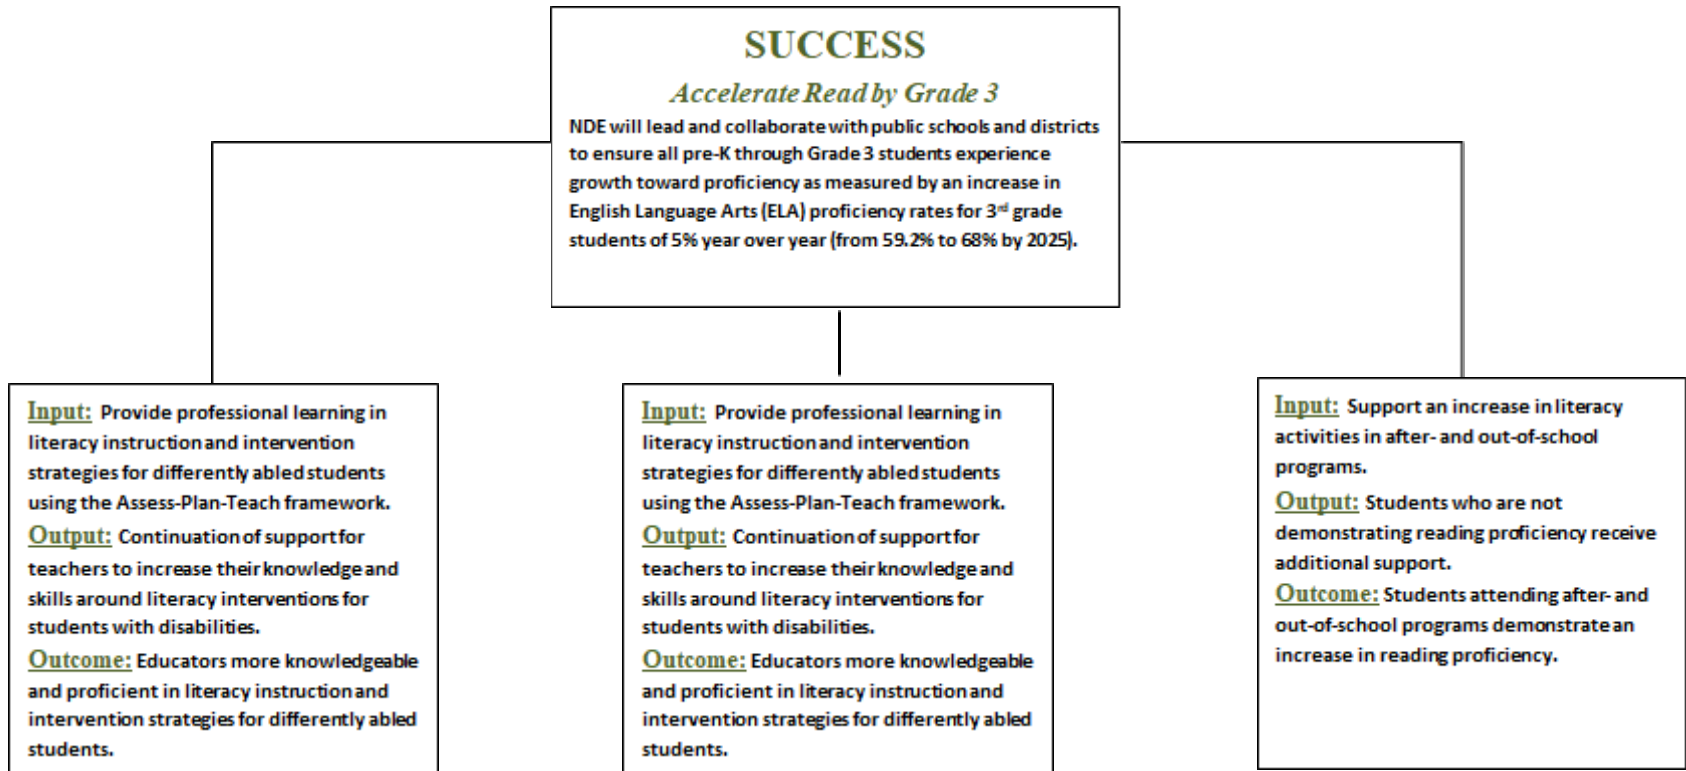 SUCCESS
Accelerate Read by Grade 3
NDE will lead and collaborate with public schools and districts
to ensure all pre-K through Grade 3 students experience
growth toward proficiency as measured by an increase in
English Language Arts (ELA) proficiency rates for 3rd grade
students of 5% year over year (from 59.2% to 68% by 2025).
Input: Provide professional learning in
literacy instruction and intervention
strategies for differently abled students
using the Assess-Plan-Teach framework.
Output: Continuation of support for
teachers to increase their knowledge and
skills around literacy interventions for
students with disabilities.
Outcome: Educators more knowledgeable
and proficient in literacy instruction and
intervention strategies for differently abled
students.
Input: Provide professional learning in
literacy instruction and intervention
strategies for differently abled students
using the Assess-Plan-Teach framework.
Output: Continuation of support for
teachers to increase their knowledge and
skills around literacy interventions for
students with disabilities.
Outcome: Educators more knowledgeable
and proficient in literacy instruction and
intervention strategies for differently abled
students.
Input: Support an increase in literacy
activities in after- and out-of-school
programs.
Output: Students who are not
demonstrating reading proficiency receive
additional support.
Outcome: Students attending after- and
out-of-school programs demonstrate an
increase in reading proficiency.